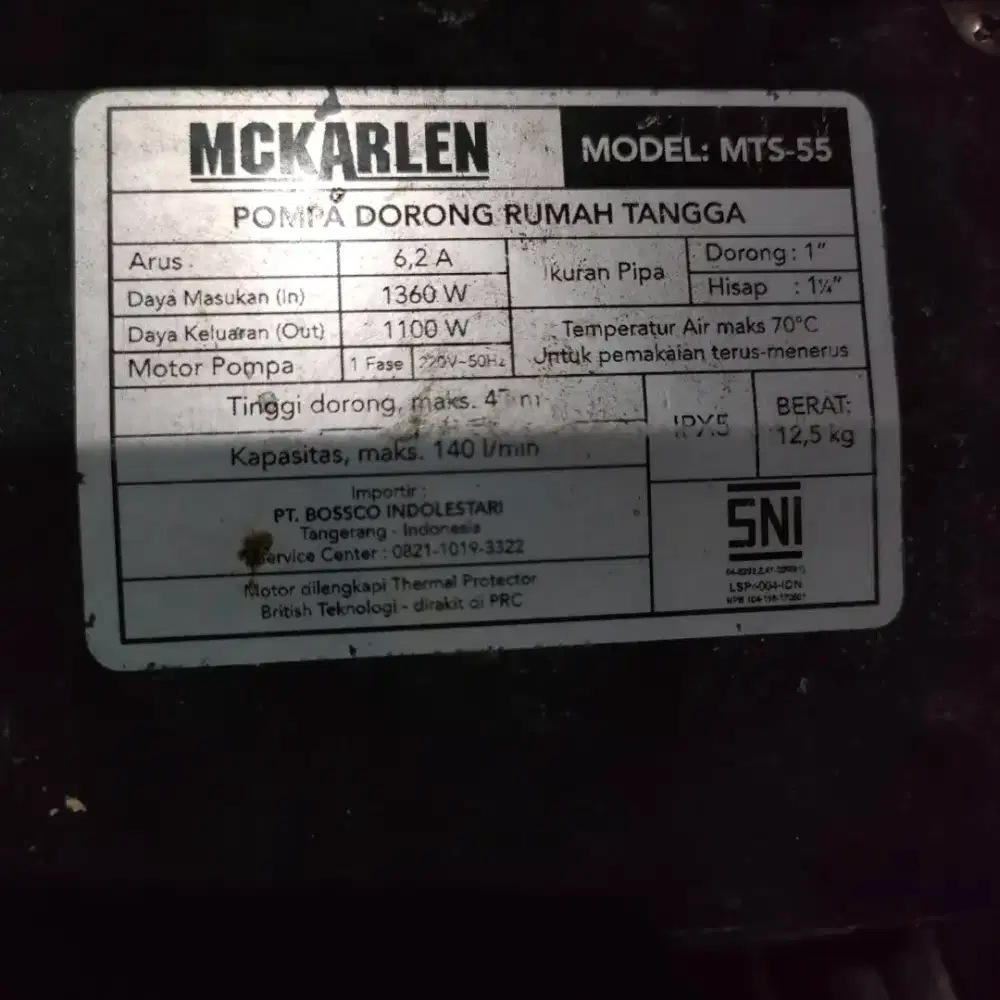 MCKARLEN
MODEL: MTS-55
POMPA DORONG RUMAH TANGGA
Arus :
6,2 A
Daya Masukan (In)
1360 W
Daya Keluaran (Out)
1100 W
Motor Pompa
1 Fase
220V~50Hz
Ukuran Pipa
Dorong : 1"
Hisap : 1¼"
Temperatur Air maks 70°C
Untuk pemakaian terus-menerus
Tinggi dorong, maks.
Kapasitas, maks. 140 l/min
IPX5
BERAT:
12,5 kg
Importir :
PT. BOSSCO INDOLESTARI
Tangerang - Indonesia
Service Center : 0821-1019-3322
Motor dilengkapi Thermal Protector
British Teknologi - dirakit di PRC
SNI